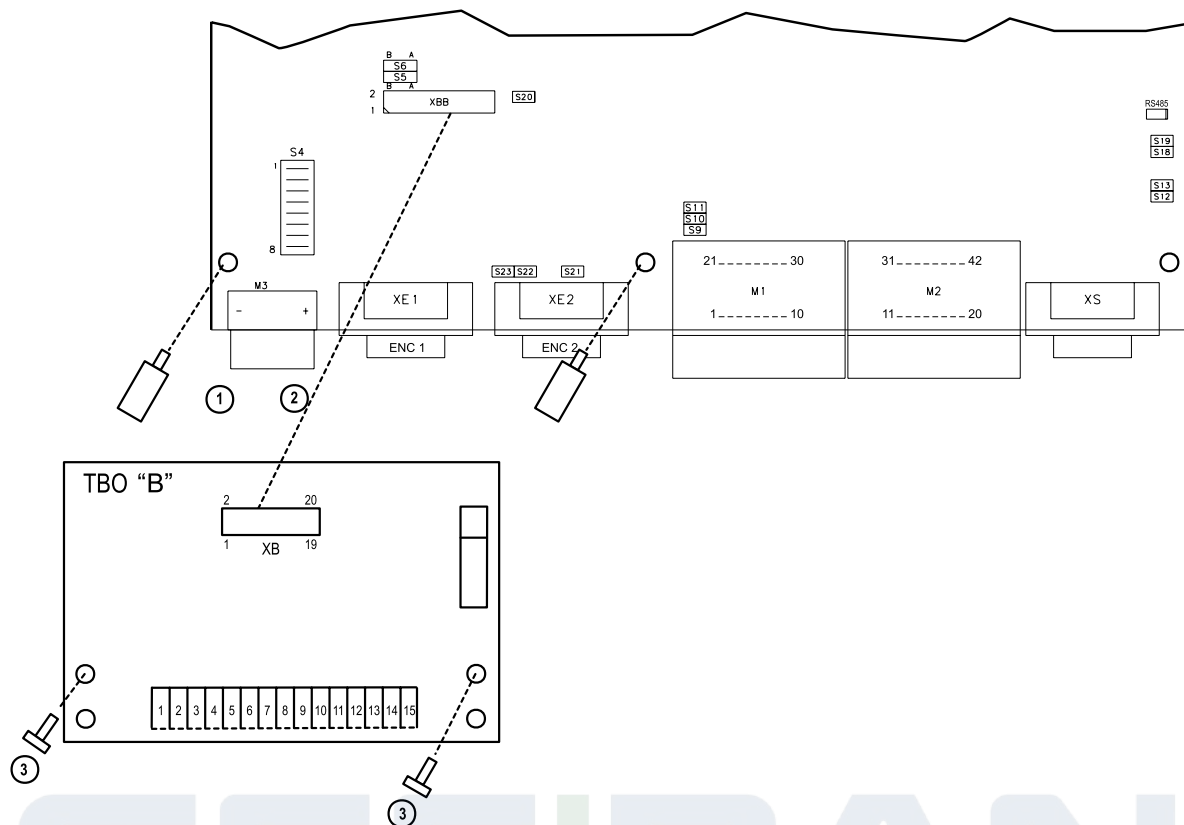 B A
S6
S5
B A
2
1
XBB
S20
RS485
S19
S18
S13
S12
S4
1
8
S11
S10
S9
M3
- +
XE1
ENC 1
S23 S22 S21
XE2
ENC 2
21 30
M1
1 10
31 42
M2
11 20
XS
1
2
TBO “B”
2 20
1 19
XB
1 2 3 4 5 6 7 8 9 10 11 12 13 14 15
3
3